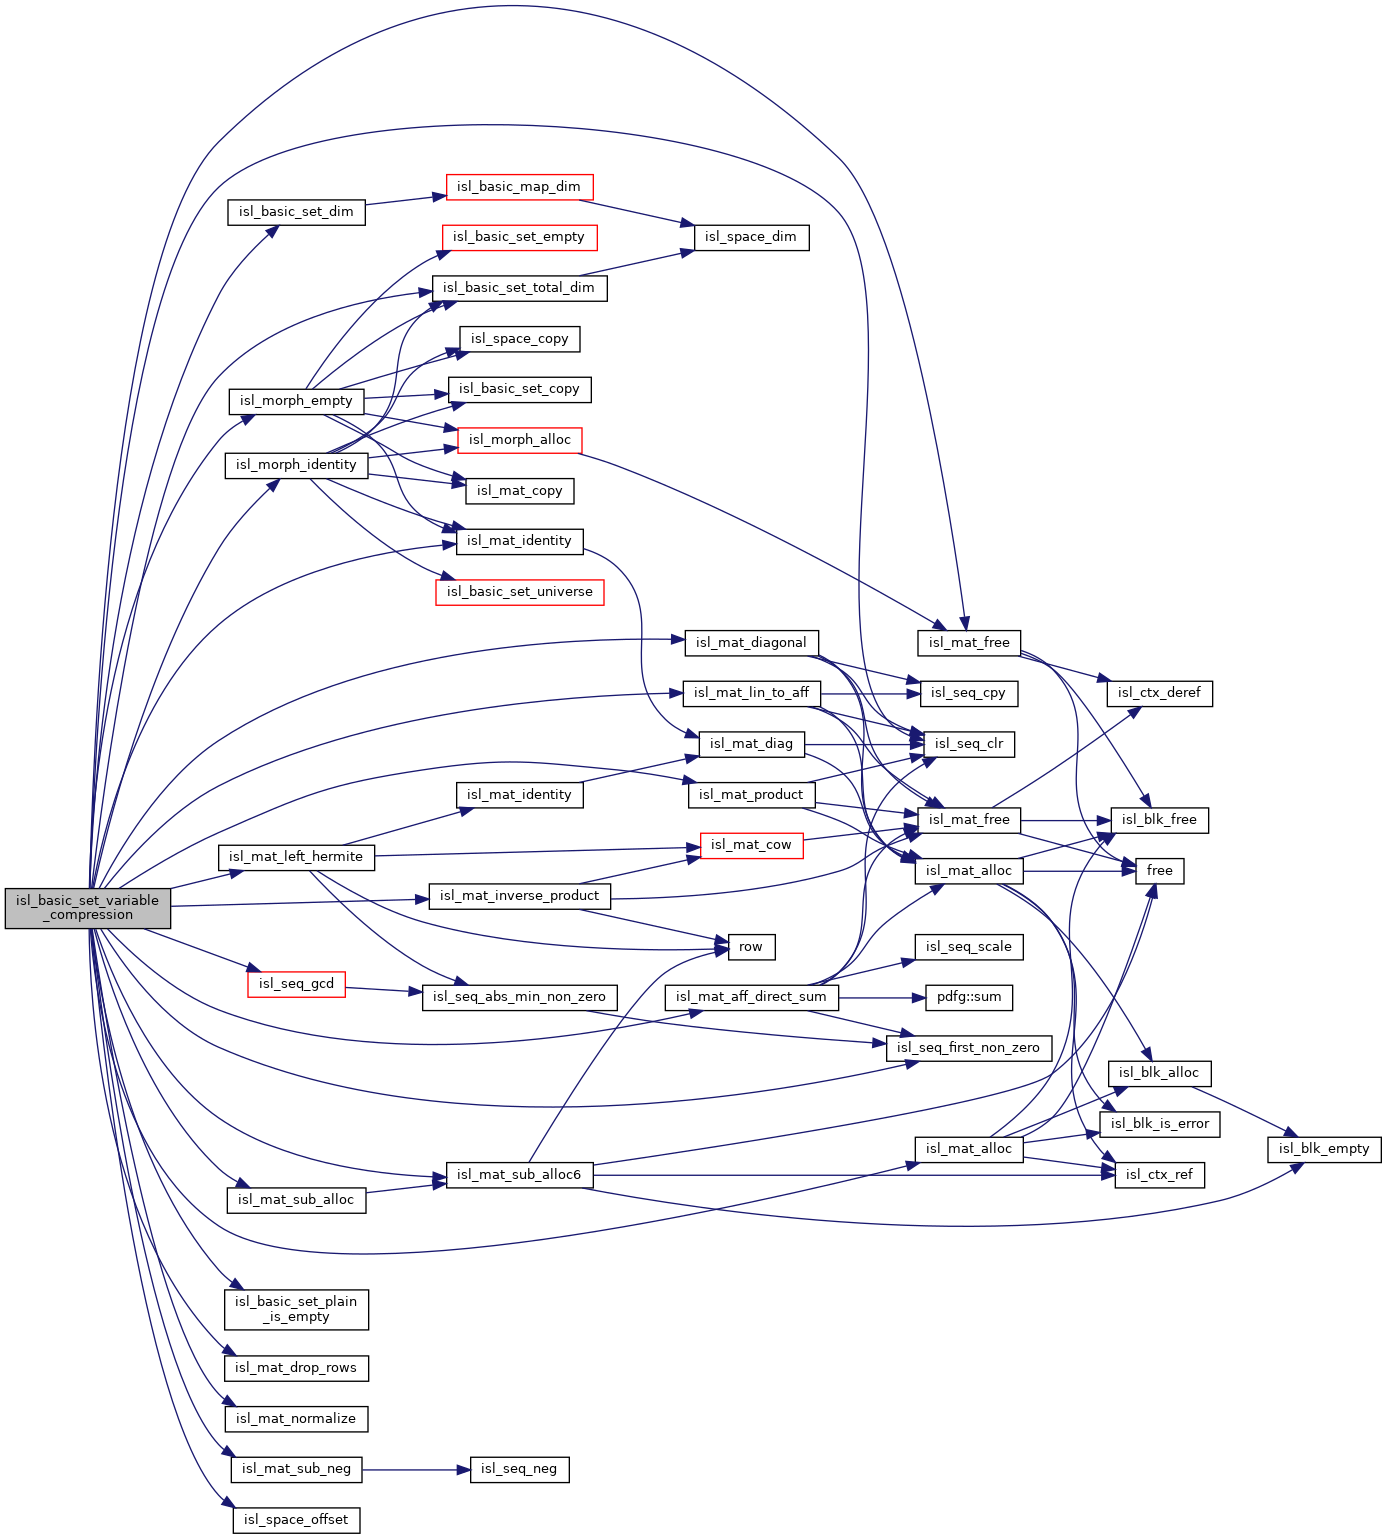 isl_basic_map_dim
isl_basic_set_dim
isl_basic_set_empty
isl_space_dim
isl_basic_set_total_dim
isl_space_copy
isl_basic_set_copy
isl_morph_empty
isl_morph_alloc
isl_morph_identity
isl_mat_copy
isl_mat_identity
isl_basic_set_universe
isl_mat_diagonal
isl_mat_free
isl_mat_lin_to_aff
isl_seq_cpy
isl_ctx_deref
isl_mat_diag
isl_seq_clr
isl_mat_identity
isl_mat_product
isl_mat_free
isl_blk_free
isl_mat_cow
isl_mat_left_hermite
isl_mat_alloc
free
isl_mat_inverse_product
isl_basic_set_variable
_compression
row
isl_seq_scale
isl_seq_gcd
isl_seq_abs_min_non_zero
isl_mat_aff_direct_sum
pdfg::sum
isl_seq_first_non_zero
isl_blk_alloc
isl_blk_is_error
isl_mat_alloc
isl_blk_empty
isl_mat_sub_alloc6
isl_ctx_ref
isl_mat_sub_alloc
isl_basic_set_plain
_is_empty
isl_mat_drop_rows
isl_mat_normalize
isl_mat_sub_neg
isl_seq_neg
isl_space_offset